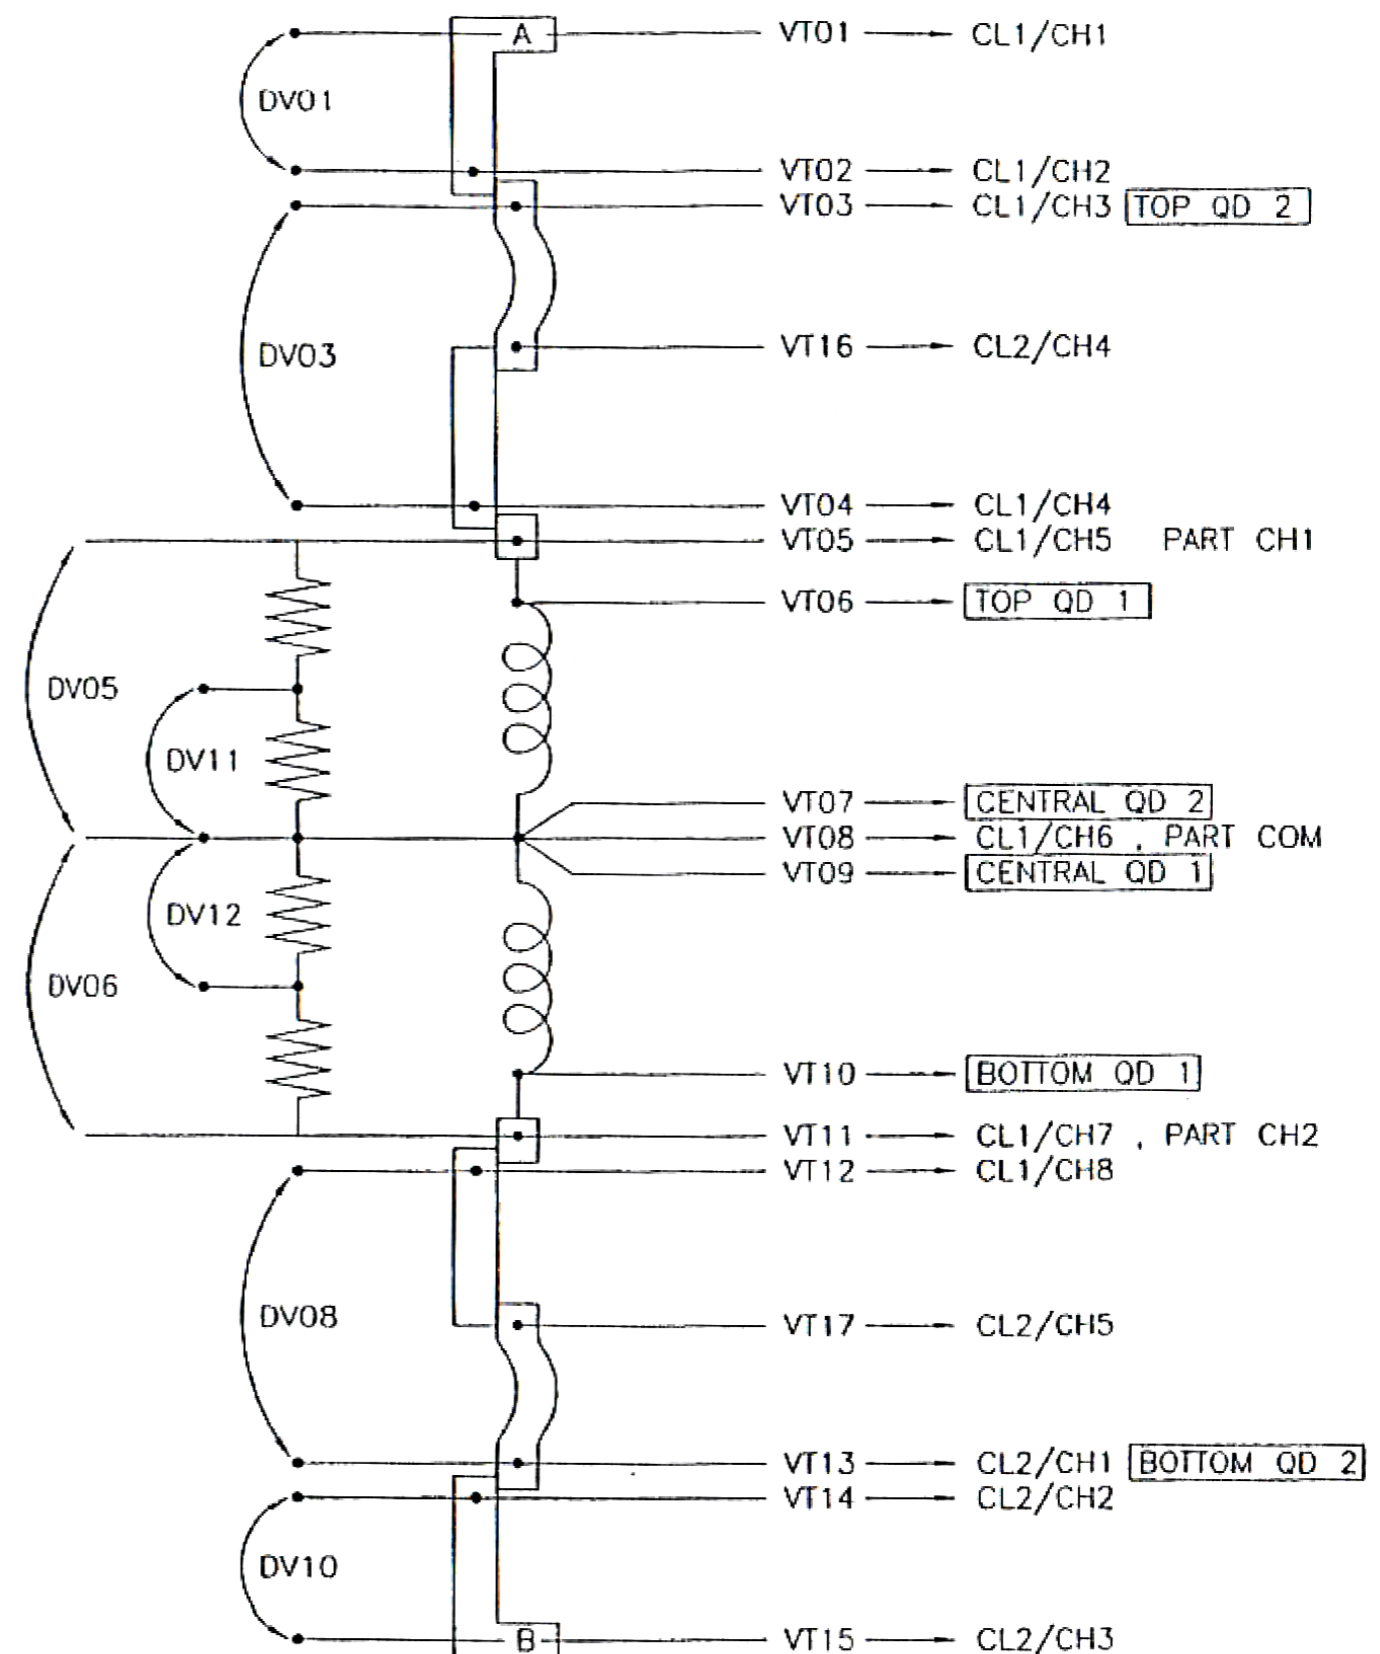 A VT01 CL1/CH1
DV01
VT02 CL1/CH2
VT03 CL1/CH3 TOP QD 2
DV03 VT16 CL2/CH4
VT04 CL1/CH4
VT05 CL1/CH5 PART CH1
VT06 TOP QD 1
DV05
DV11
VT07 CENTRAL QD 2
VT08 CL1/CH6 , PART COM
VT09 CENTRAL QD 1
DV12
DV06
VT10 BOTTOM QD 1
VT11 CL1/CH7 , PART CH2
VT12 CL1/CH8
DV08 VT17 CL2/CH5
VT13 CL2/CH1 BOTTOM QD 2
VT14 CL2/CH2
DV10
B VT15 CL2/CH3